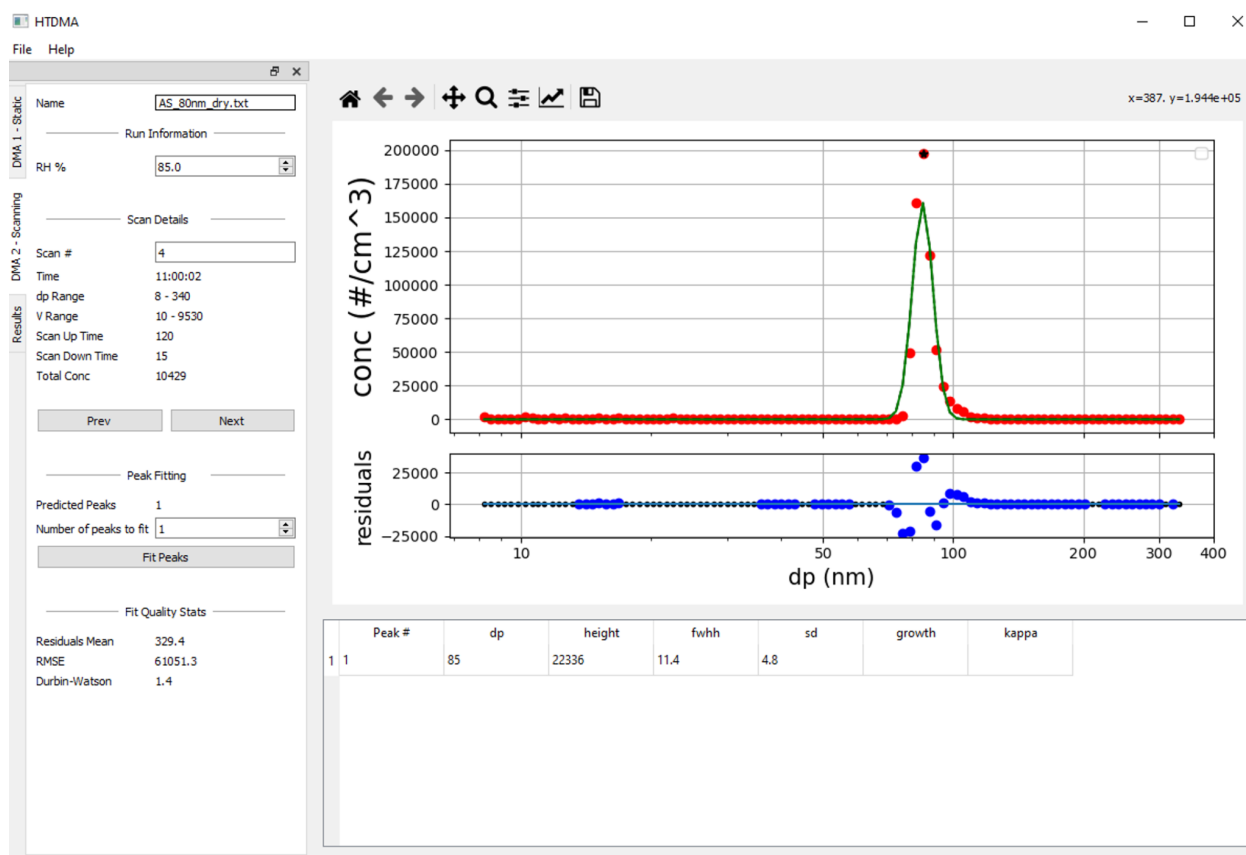 HTDMA
File Help
x=387. y=1.944e+05
DMA 1 - Static
DMA 2 - Scanning
Results
Name AS_80nm_dry.txt
Run Information
RH % 85.0
Scan Details
Scan # 4
Time 11:00:02
dp Range 8 - 340
V Range 10 - 9530
Scan Up Time 120
Scan Down Time 15
Total Conc 10429
Prev Next
Peak Fitting
Predicted Peaks 1
Number of peaks to fit 1
Fit Peaks
Fit Quality Stats
Residuals Mean 329.4
RMSE 61051.3
Durbin-Watson 1.4
conc (#/cm^3)
200000
175000
150000
125000
100000
75000
50000
25000
0
residuals
25000
0
−25000
10 50 100 200 300 400
dp (nm)
Peak # dp height fwhh sd growth kappa
1 1 85 22336 11.4 4.8